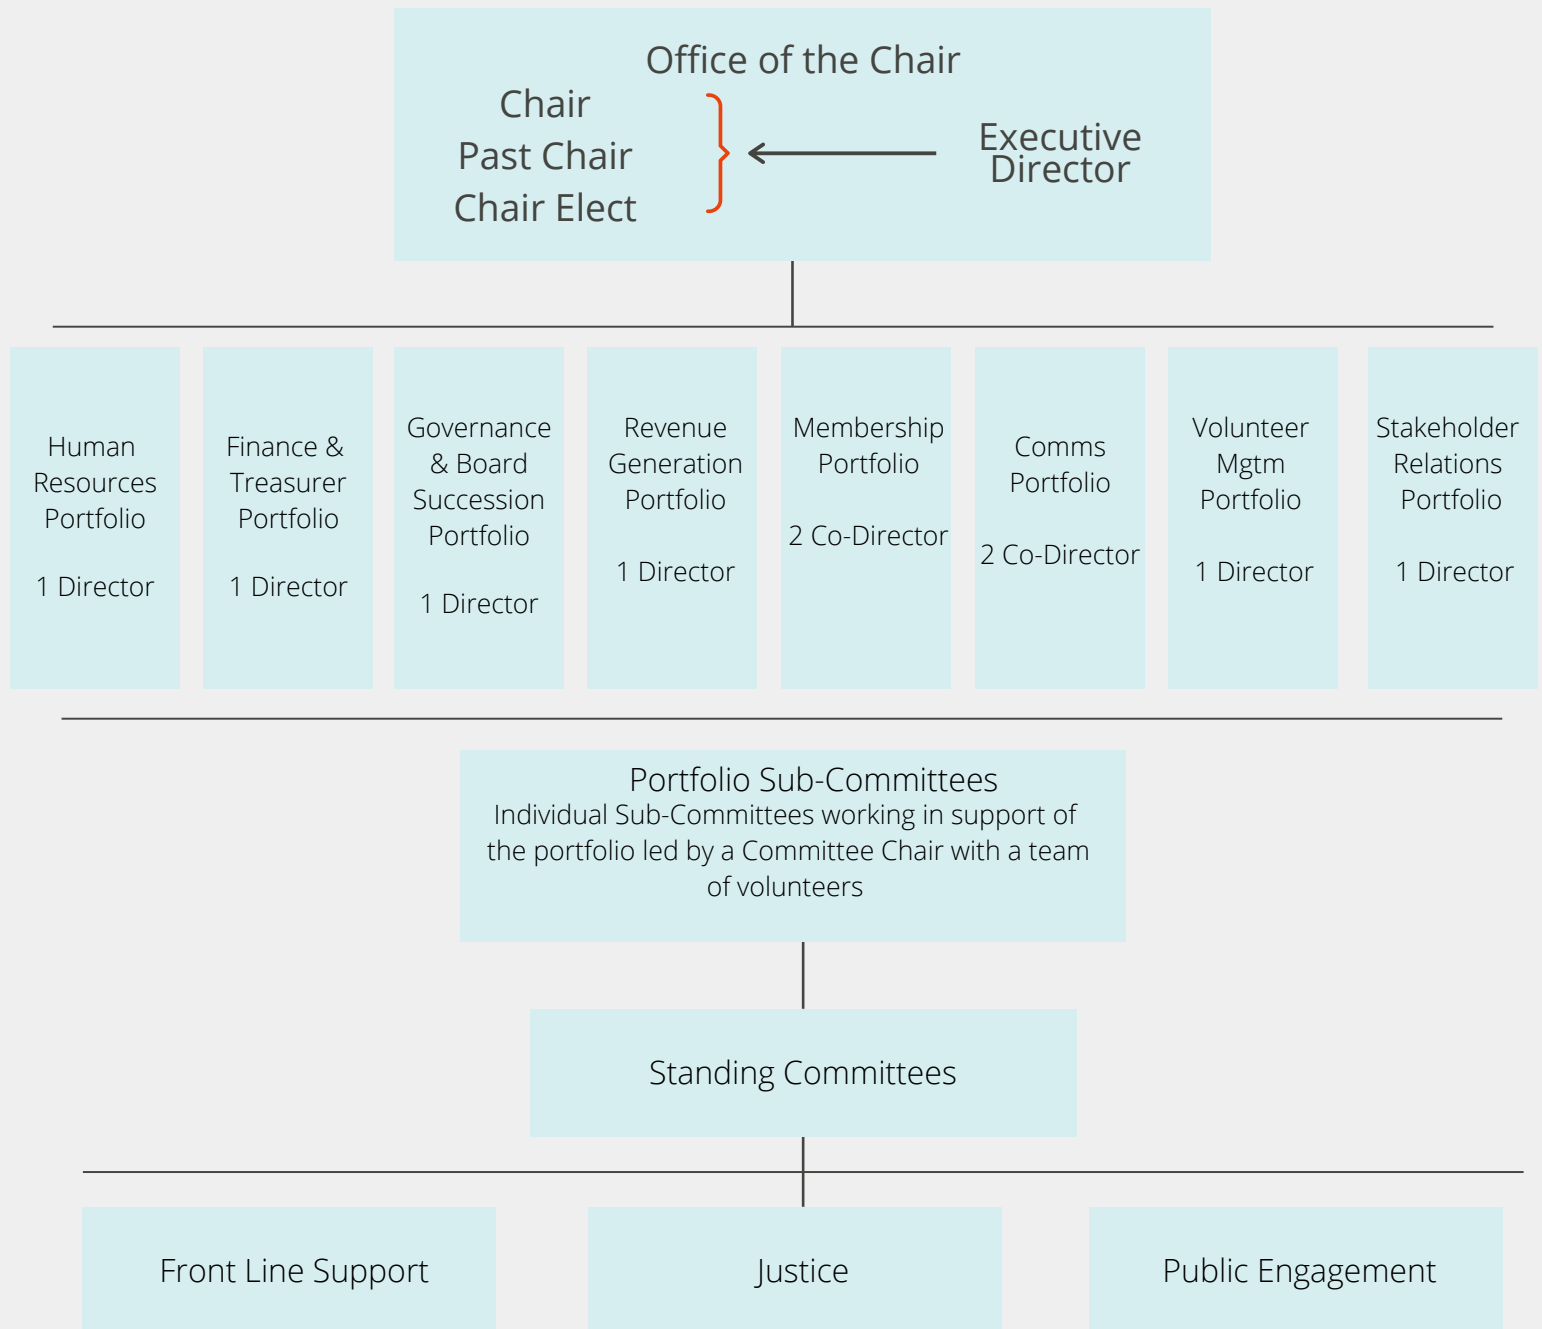 Office of the Chair
Chair
Past Chair
Chair Elect
Executive
Director
Human
Resources
Portfolio
1 Director
Finance &
Treasurer
Portfolio
1 Director
Governance
& Board
Succession
Portfolio
1 Director
Revenue
Generation
Portfolio
1 Director
Membership
Portfolio
2 Co-Director
Comms
Portfolio
2 Co-Director
Volunteer
Mgtm
Portfolio
1 Director
Stakeholder
Relations
Portfolio
1 Director
Portfolio Sub-Committees
Individual Sub-Committees working in support of
the portfolio led by a Committee Chair with a team
of volunteers
Standing Committees
Front Line Support
Justice
Public Engagement